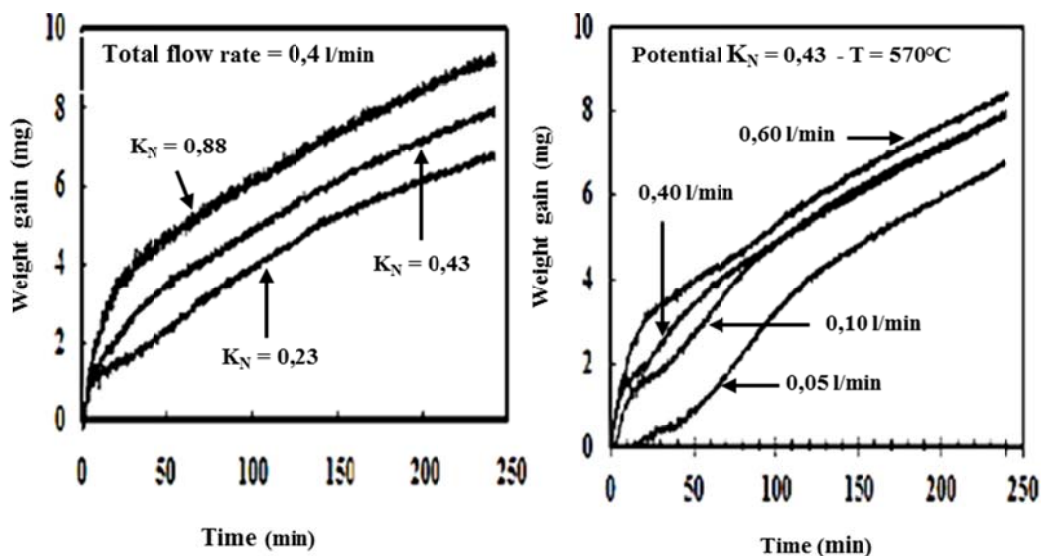 Total flow rate = 0,4 l/min
Weight gain (mg)
10
8
6
4
2
0
K_N = 0,88
K_N = 0,43
K_N = 0,23
0 50 100 150 200 250
Time (min)
Potential K_N = 0,43 - T = 570°C
Weight gain (mg)
10
8
6
4
2
0
0,60 l/min
0,40 l/min
0,10 l/min
0,05 l/min
0 50 100 150 200 250
Time (min)